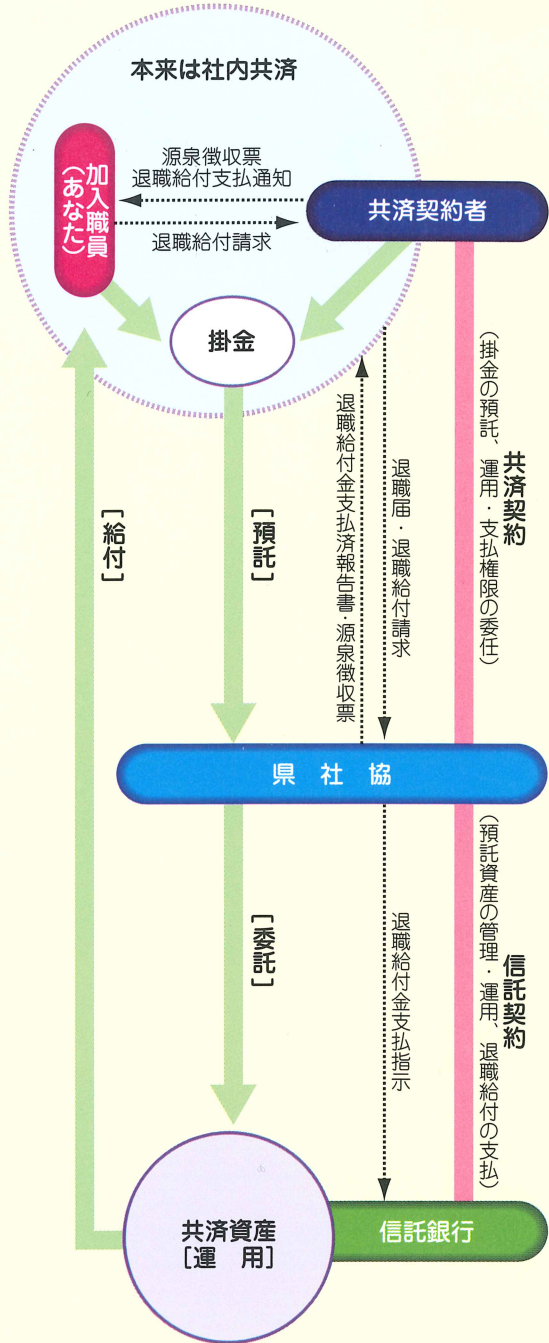 本来は社内共済
源泉徴収票
退職給付支払通知
加入職員
(あなた)
共済契約者
退職給付請求
掛金
共済契約
(掛金の預託、運用・支払権限の委任)
退職届・退職給付請求
退職給付金支払済報告書・源泉徴収票
[預託]
[給付]
県 社 協
信託契約
(預託資産の管理・運用、退職給付の支払)
退職給付金支払指示
[委託]
共済資産
[運 用]
信託銀行